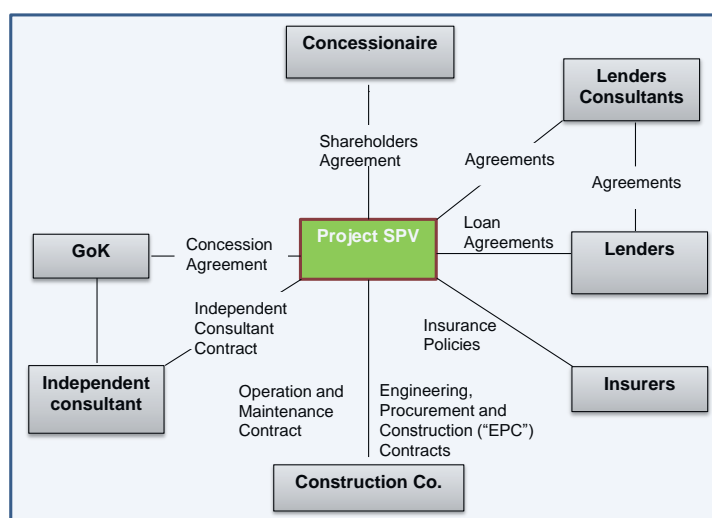 Concessionaire
Lenders
Consultants
Shareholders
Agreement
Agreements
Agreements
Project SPV
Loan
Agreements
Lenders
GoK
Concession
Agreement
Independent
Consultant
Contract
Insurance
Policies
Independent
consultant
Insurers
Operation and
Maintenance
Contract
Engineering,
Procurement and
Construction (“EPC”)
Contracts
Construction Co.